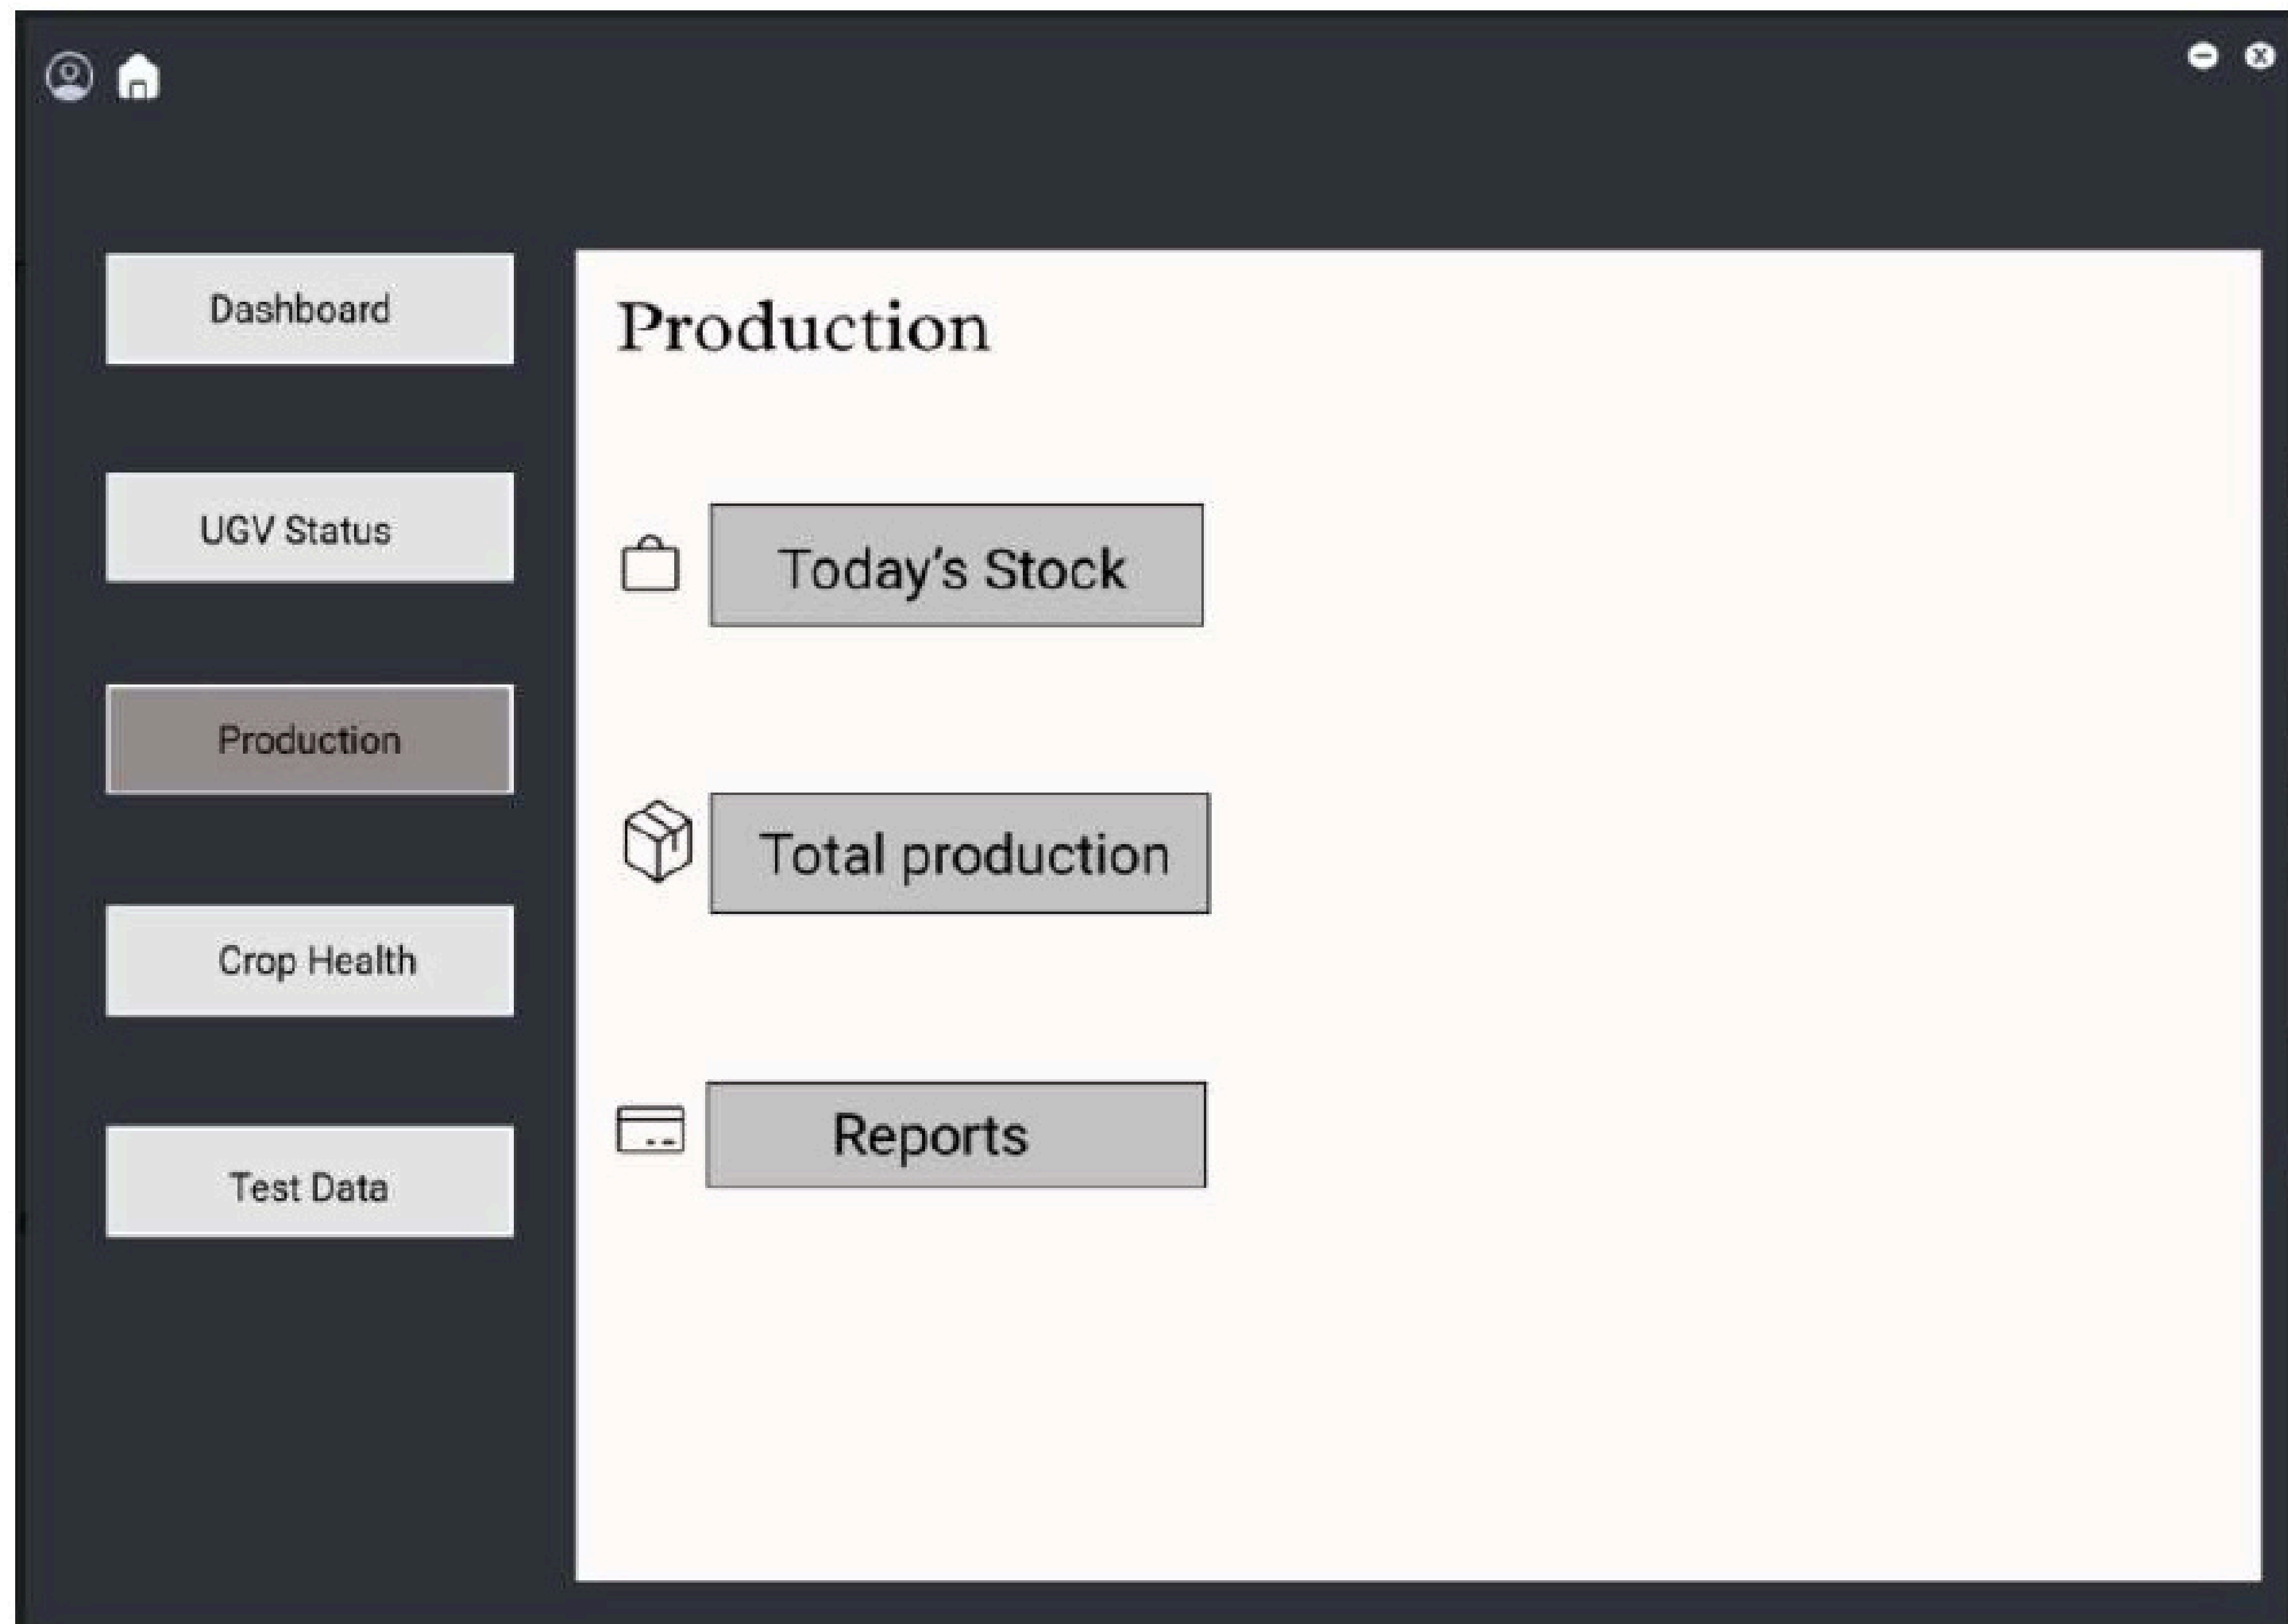 Dashboard
UGV Status
Production
Crop Health
Test Data
Production
Today's Stock
Total production
Reports